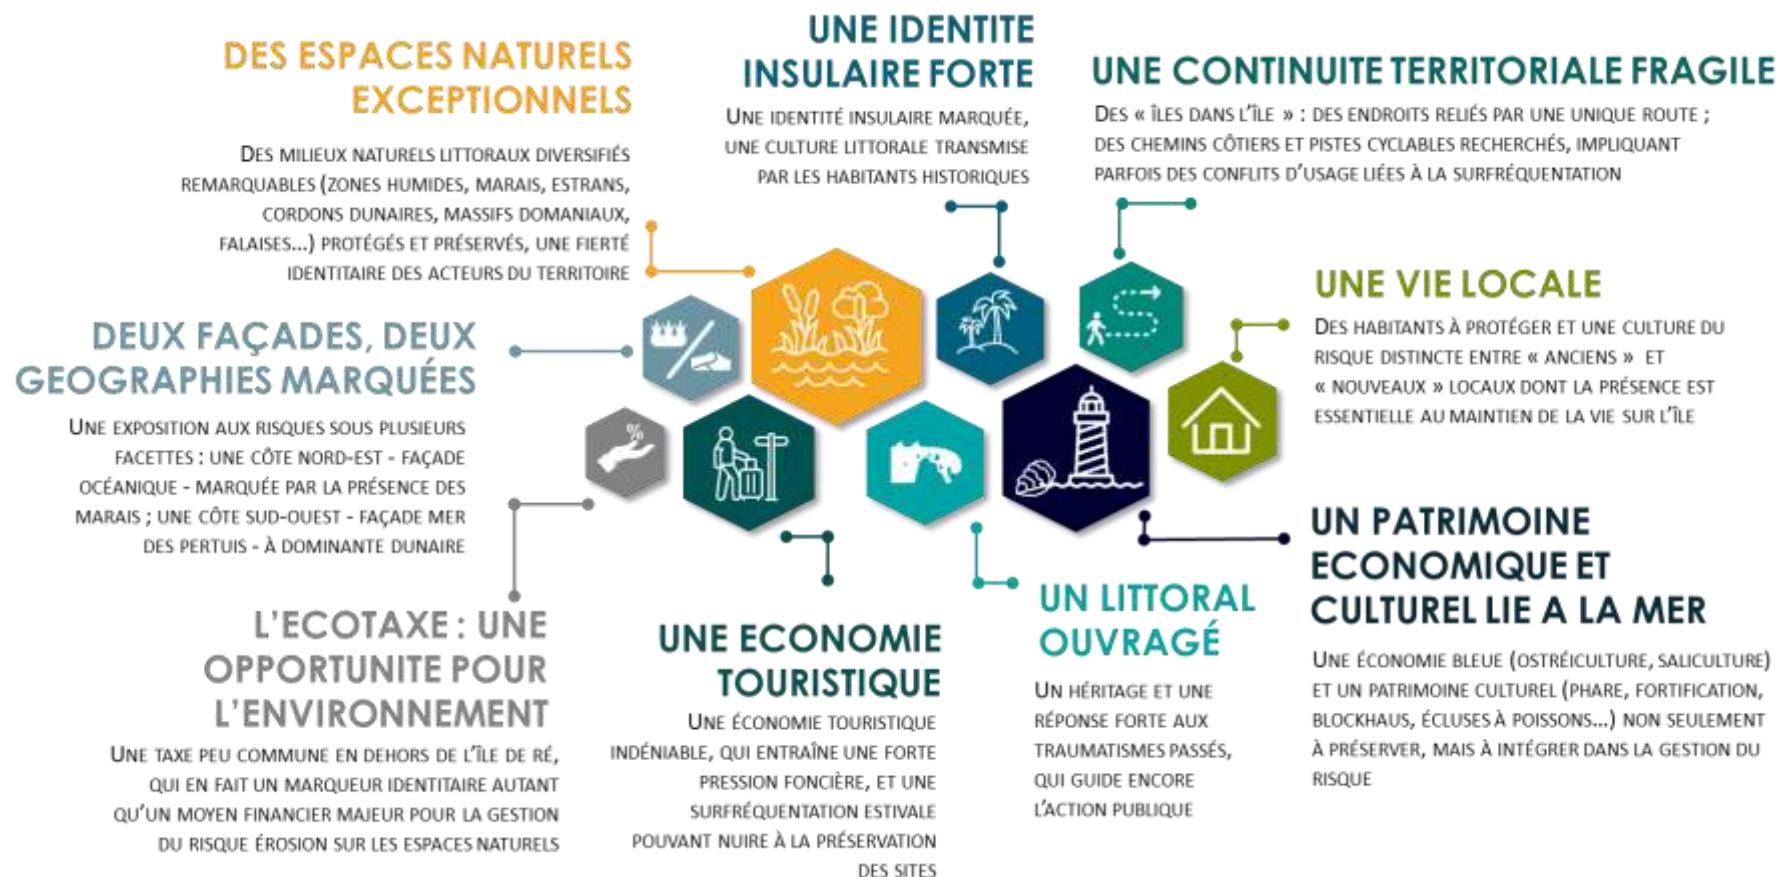 DES ESPACES NATURELS
EXCEPTIONNELS
DES MILIEUX NATURELS LITTORAUX DIVERSIFIÉS
REMARQUABLES (ZONES HUMIDES, MARAIS, ESTRANS,
CORDONS DUNAIRES, MASSIFS DOMANIAUX,
FALAISES...) PROTÉGÉS ET PRÉSERVÉS, UNE FIERTÉ
IDENTITAIRE DES ACTEURS DU TERRITOIRE
UNE IDENTITE
INSULAIRE FORTE
UNE IDENTITÉ INSULAIRE MARQUÉE,
UNE CULTURE LITTORALE TRANSMISE
PAR LES HABITANTS HISTORIQUES
UNE CONTINUITE TERRITORIALE FRAGILE
DES « ÎLES DANS L'ÎLE » : DES ENDROITS RELIÉS PAR UNE UNIQUE ROUTE ;
DES CHEMINS CÔTIERS ET PISTES CYCLABLES RECHERCHÉS, IMPLIQUANT
PARFOIS DES CONFLITS D'USAGE LIÉES À LA SURFRÉQUENTATION
UNE VIE LOCALE
DES HABITANTS À PROTÉGER ET UNE CULTURE DU
RISQUE DISTINCTE ENTRE « ANCIENS » ET
« NOUVEAUX » LOCAUX DONT LA PRÉSENCE EST
ESSENTIELLE AU MAINTIEN DE LA VIE SUR L'ÎLE
DEUX FAÇADES, DEUX
GEOGRAPHIES MARQUÉES
UNE EXPOSITION AUX RISQUES SOUS PLUSIEURS
FACETTES : UNE CÔTE NORD-EST - FAÇADE
OCÉANIQUE - MARQUÉE PAR LA PRÉSENCE DES
MARAIS ; UNE CÔTE SUD-OUEST - FAÇADE MER
DES PERTUIS - À DOMINANTE DUNAIRE
%
L'ECOTAXE : UNE
OPPORTUNITE POUR
L'ENVIRONNEMENT
UNE TAXE PEU COMMUNE EN DEHORS DE L'ÎLE DE RÉ,
QUI EN FAIT UN MARQUEUR IDENTITAIRE AUTANT
QU'UN MOYEN FINANCIER MAJEUR POUR LA GESTION
DU RISQUE ÉROSION SUR LES ESPACES NATURELS
UNE ECONOMIE
TOURISTIQUE
UNE ÉCONOMIE TOURISTIQUE
INDÉNIABLE, QUI ENTRAÎNE UNE FORTE
PRESSION FONCIÈRE, ET UNE
SURFRÉQUENTATION ESTIVALE
POUVANT NUIRE À LA PRÉSERVATION
DES SITES
UN LITTORAL
OUVRAGÉ
UN HÉRITAGE ET UNE
RÉPONSE FORTE AUX
TRAUMATISMES PASSÉS,
QUI GUIDE ENCORE
L'ACTION PUBLIQUE
UN PATRIMOINE
ECONOMIQUE ET
CULTUREL LIE A LA MER
UNE ÉCONOMIE BLEUE (OSTRÉICULTURE, SALICULTURE)
ET UN PATRIMOINE CULTUREL (PHARE, FORTIFICATION,
BLOCKHAUS, ÉCLUSES À POISSONS...) NON SEULEMENT
À PRÉSERVER, MAIS À INTÉGRER DANS LA GESTION DU
RISQUE